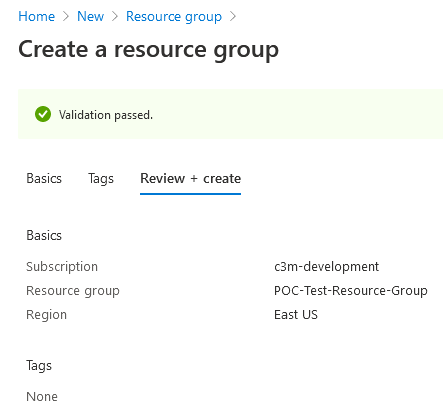 Home > New > Resource group >
Create a resource group
Validation passed.
Basics Tags Review + create
Basics
Subscription c3m-development
Resource group POC-Test-Resource-Group
Region East US
Tags
None